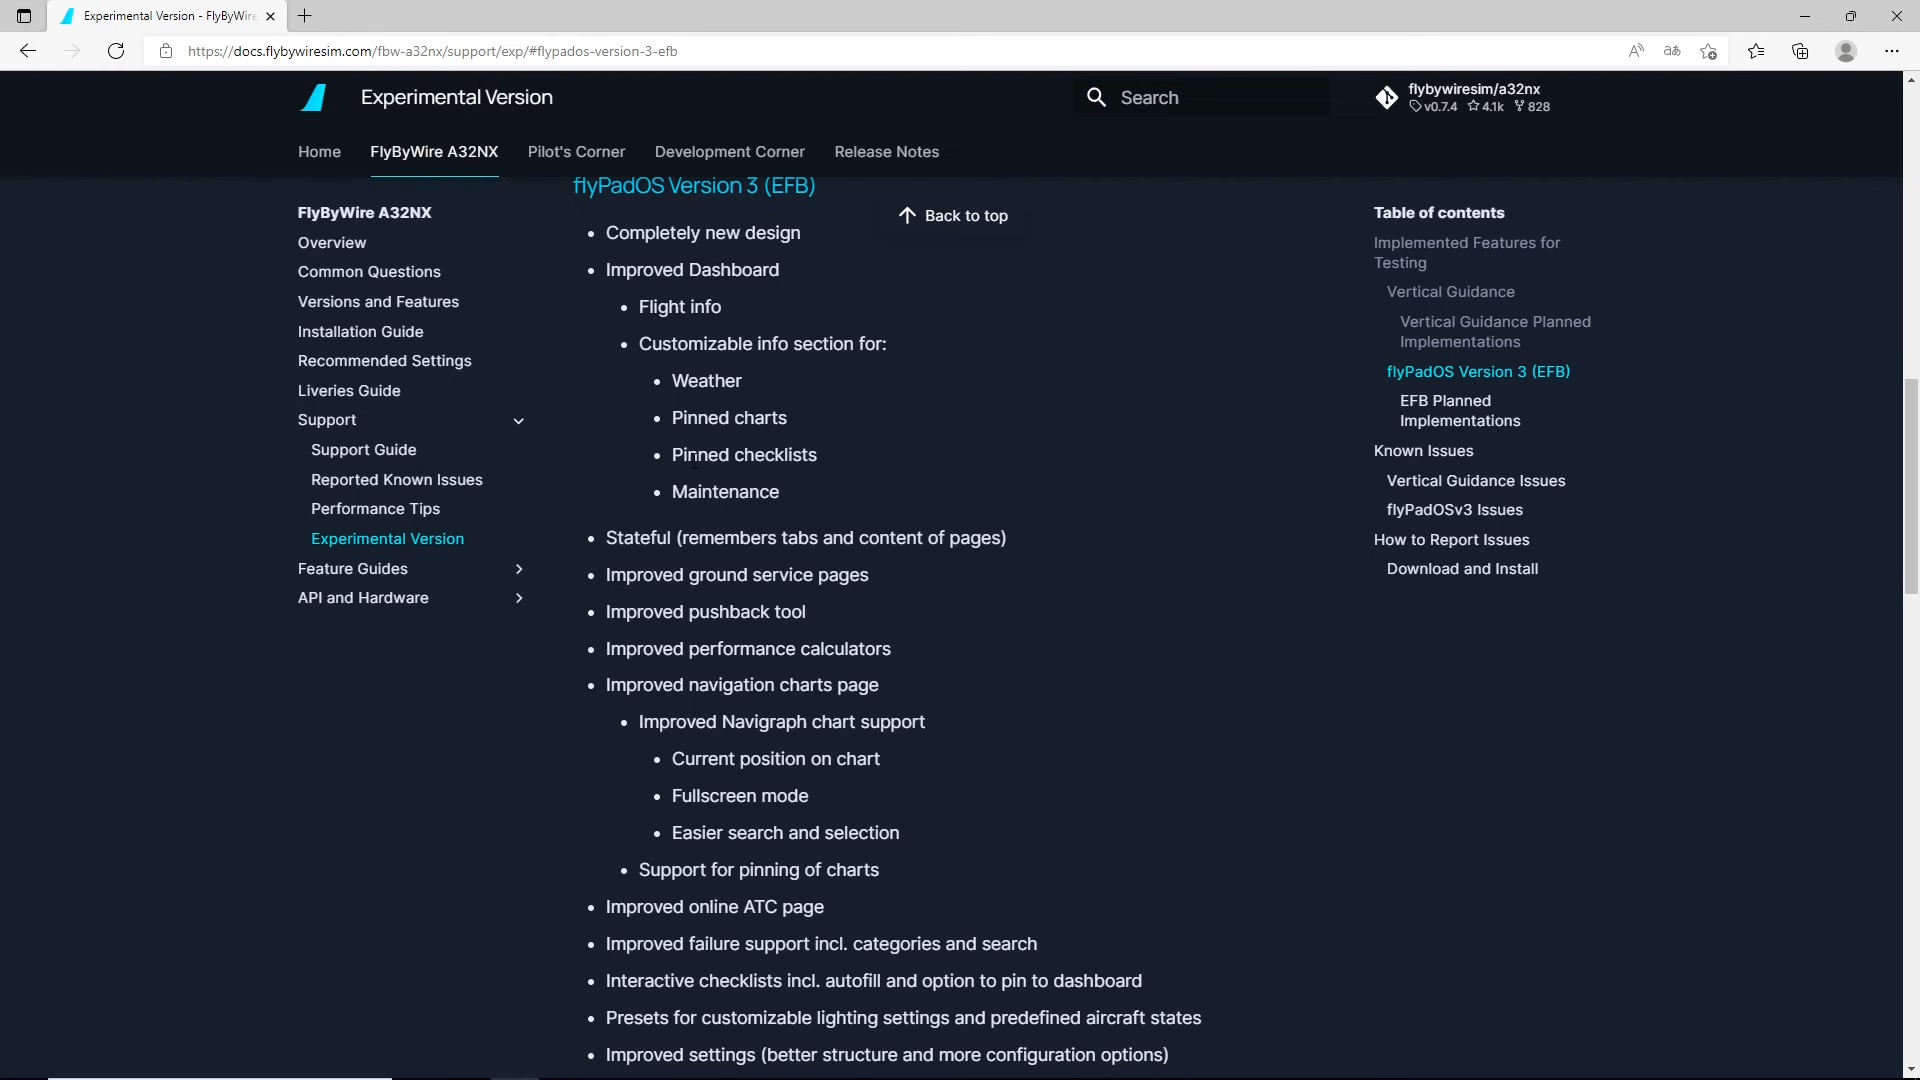 Experimental Version - FlyByWire
https://docs.flybywiresim.com/fbw-a32nx/support/exp/#flypados-version-3-efb
Experimental Version
Search
flybywiresim/a32nx
v0.7.4 4.1k 828
Home FlyByWire A32NX Pilot's Corner Development Corner Release Notes
FlyByWire A32NX
Overview
Common Questions
Versions and Features
Installation Guide
Recommended Settings
Liveries Guide
Support
Support Guide
Reported Known Issues
Performance Tips
Experimental Version
Feature Guides
API and Hardware
flyPadOS Version 3 (EFB)
Back to top
• Completely new design
• Improved Dashboard
• Flight info
• Customizable info section for:
• Weather
• Pinned charts
• Pinned checklists
• Maintenance
• Stateful (remembers tabs and content of pages)
• Improved ground service pages
• Improved pushback tool
• Improved performance calculators
• Improved navigation charts page
• Improved Navigraph chart support
• Current position on chart
• Fullscreen mode
• Easier search and selection
• Support for pinning of charts
• Improved online ATC page
• Improved failure support incl. categories and search
• Interactive checklists incl. autofill and option to pin to dashboard
• Presets for customizable lighting settings and predefined aircraft states
• Improved settings (better structure and more configuration options)
Table of contents
Implemented Features for
Testing
Vertical Guidance
Vertical Guidance Planned
Implementations
flyPadOS Version 3 (EFB)
EFB Planned
Implementations
Known Issues
Vertical Guidance Issues
flyPadOSv3 Issues
How to Report Issues
Download and Install